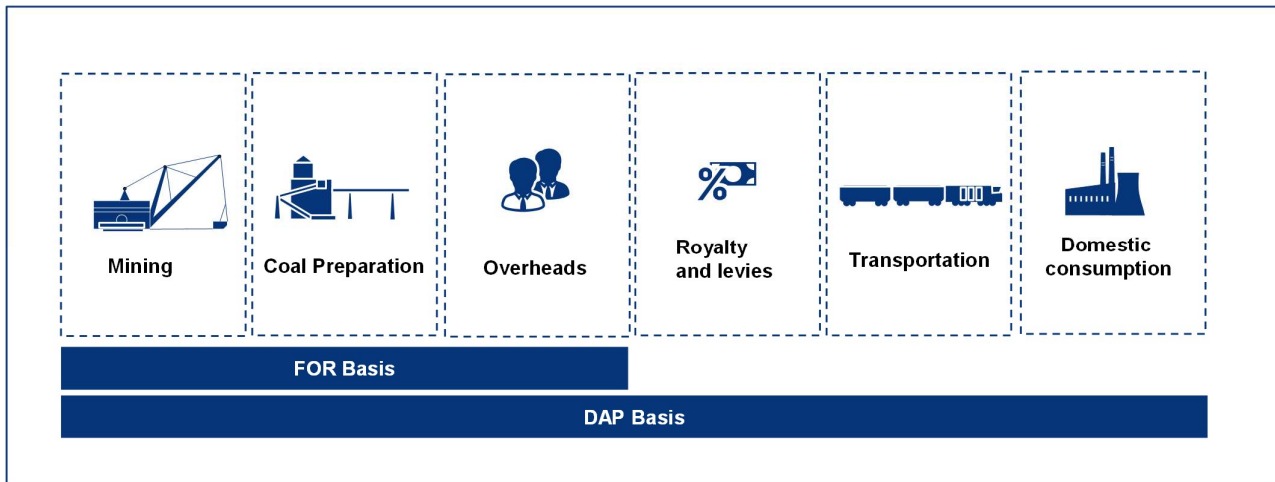 Mining
Coal Preparation
Overheads
Royalty
and levies
Transportation
Domestic
consumption
FOR Basis
DAP Basis